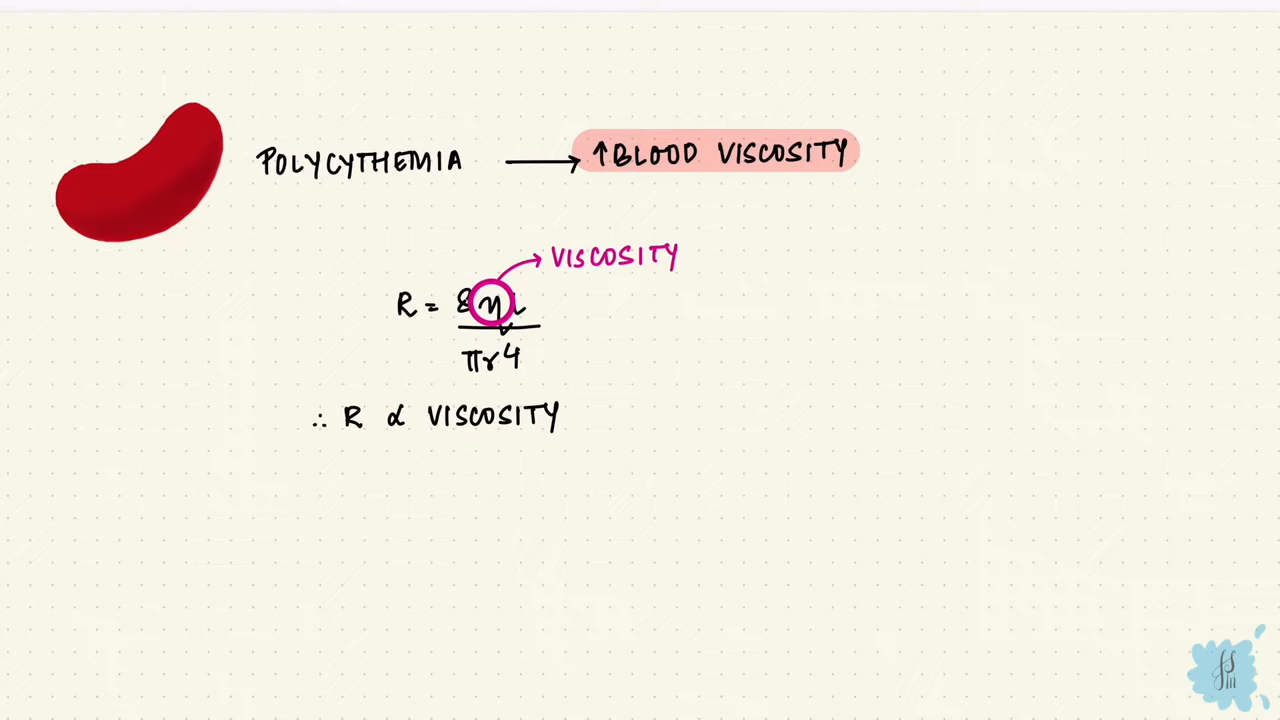 POLYCYTHEMIA → ↑BLOOD VISCOSITY
VISCOSITY
R = 8ηL
πr4
∴ R ∝ VISCOSITY